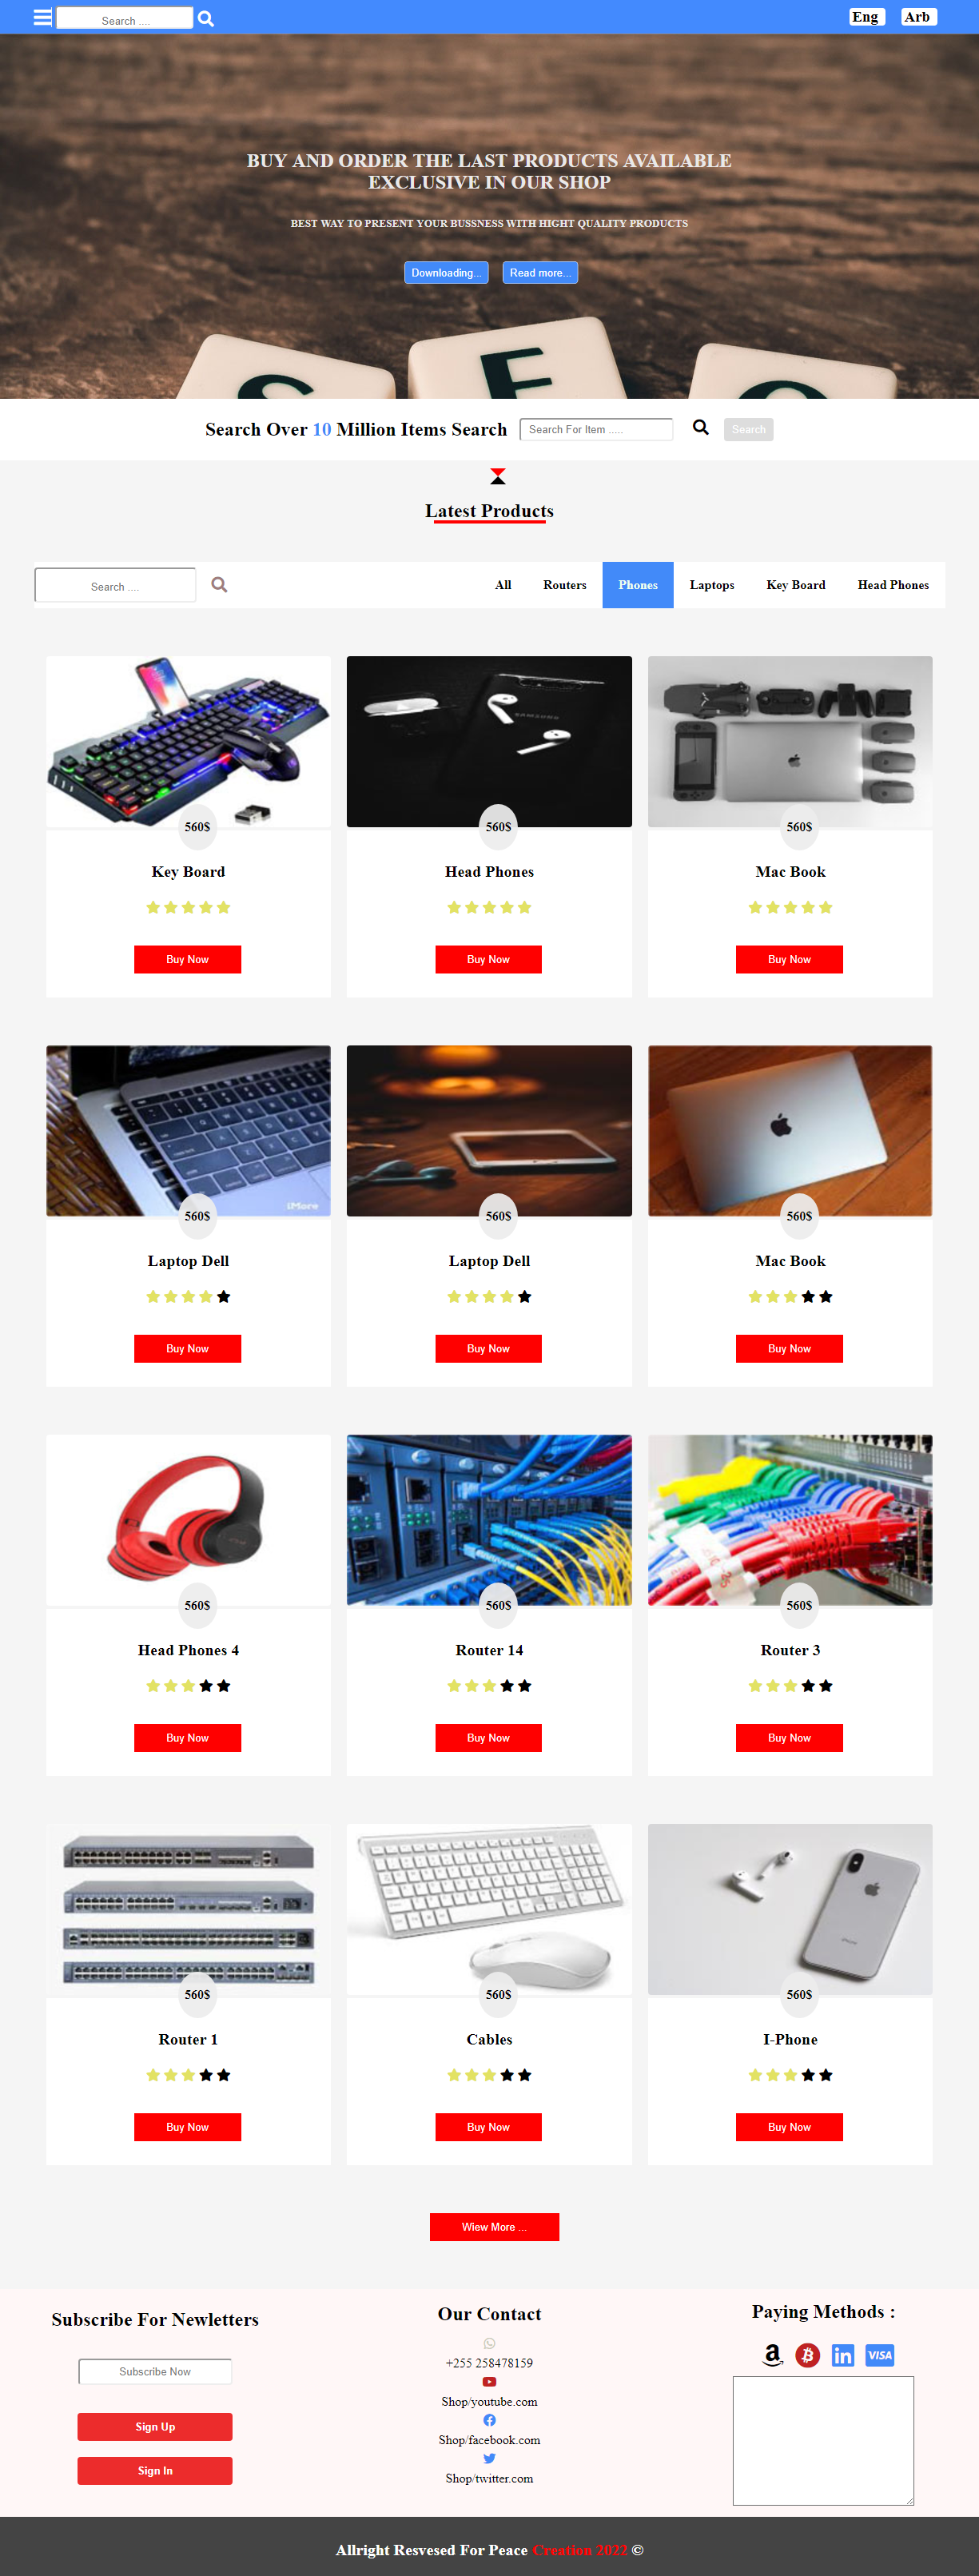 Search .... Eng Arb
BUY AND ORDER THE LAST PRODUCTS AVAILABLE
EXCLUSIVE IN OUR SHOP
BEST WAY TO PRESENT YOUR BUSSNESS WITH HIGHT QUALITY PRODUCTS
Downloading... Read more...
S E O
Search Over 10 Million Items Search Search For Item ..... Search
Latest Products
Search .... All Routers Phones Laptops Key Board Head Phones
SAMSUNG
560$ 560$ 560$
Key Board Head Phones Mac Book
Buy Now Buy Now Buy Now
iMore
560$ 560$ 560$
Laptop Dell Laptop Dell Mac Book
Buy Now Buy Now Buy Now
560$ 560$ 560$
Head Phones 4 Router 14 Router 3
Buy Now Buy Now Buy Now
iPhone
560$ 560$ 560$
Router 1 Cables I-Phone
Buy Now Buy Now Buy Now
Wiew More ...
Subscribe For Newletters
Subscribe Now
Sign Up
Sign In
Our Contact
+255 258478159
Shop/youtube.com
Shop/facebook.com
Shop/twitter.com
Paying Methods :
a in VISA
Allright Resvesed For Peace Creation 2022 ©